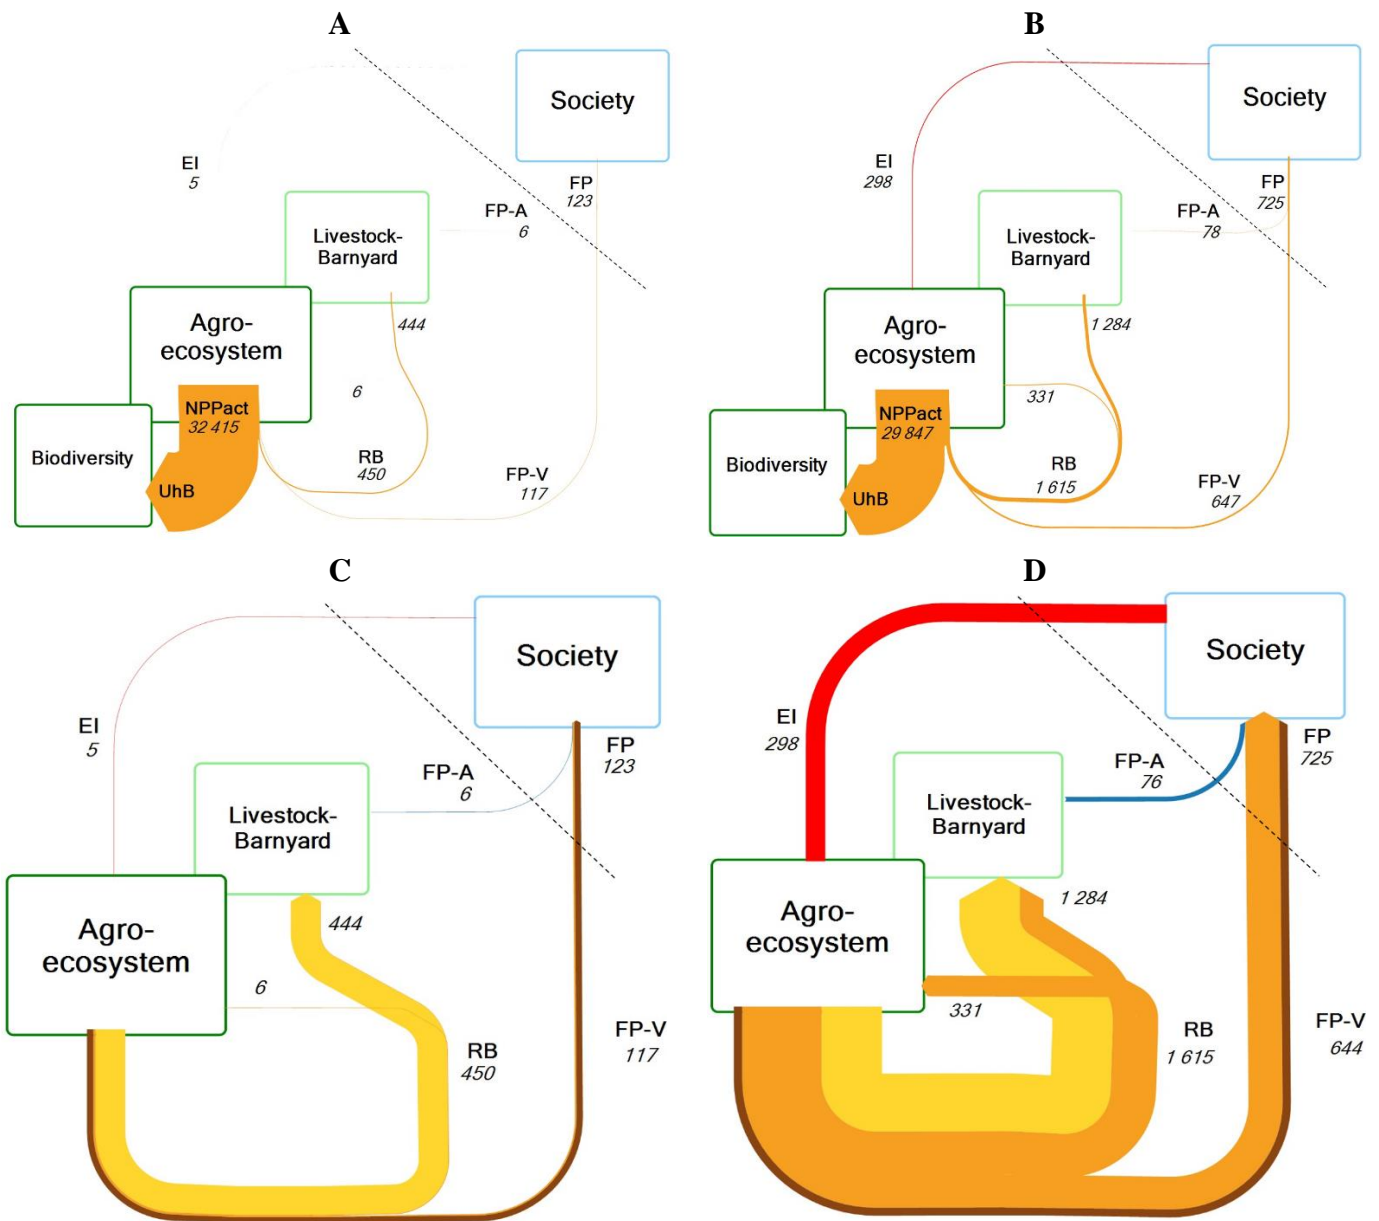 A
Society
EI
5
FP
123
FP-A
6
Livestock-
Barnyard
Agro-
ecosystem
444
6
NPPact
32 415
Biodiversity
RB
450
UhB
FP-V
117
B
Society
EI
298
FP
725
FP-A
78
Livestock-
Barnyard
Agro-
ecosystem
1 284
331
NPPact
29 847
Biodiversity
RB
1 615
UhB
FP-V
647
C
Society
EI
5
FP
123
FP-A
6
Livestock-
Barnyard
444
Agro-
ecosystem
6
RB
450
FP-V
117
D
Society
EI
298
FP
725
FP-A
76
Livestock-
Barnyard
1 284
Agro-
ecosystem
331
RB
1 615
FP-V
644